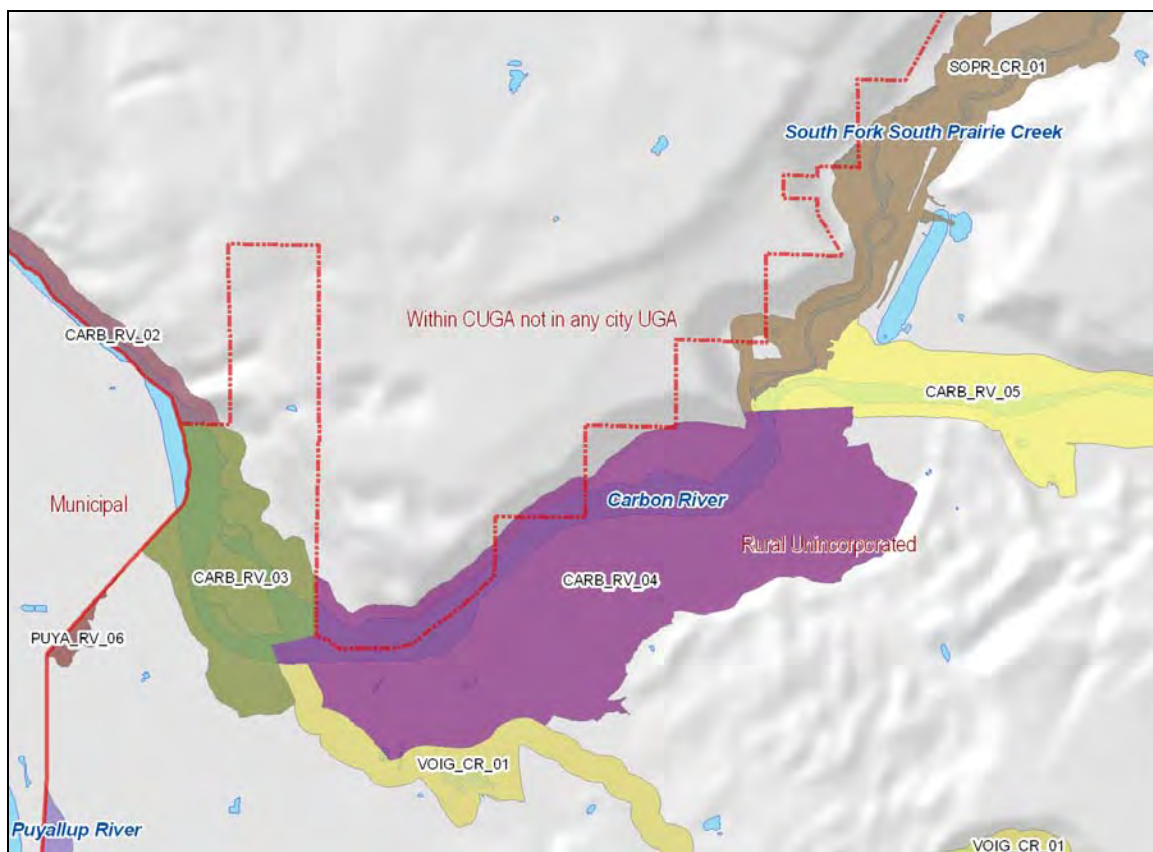 SOPR_CR_01
South Fork South Prairie Creek
Within CUGA not in any city UGA
CARB_RV_02
CARB_RV_05
Municipal
Carbon River
Rural Unincorporated
CARB_RV_03
CARB_RV_04
PUYA_RV_06
VOIG_CR_01
Puyallup River
VOIG_CR_01